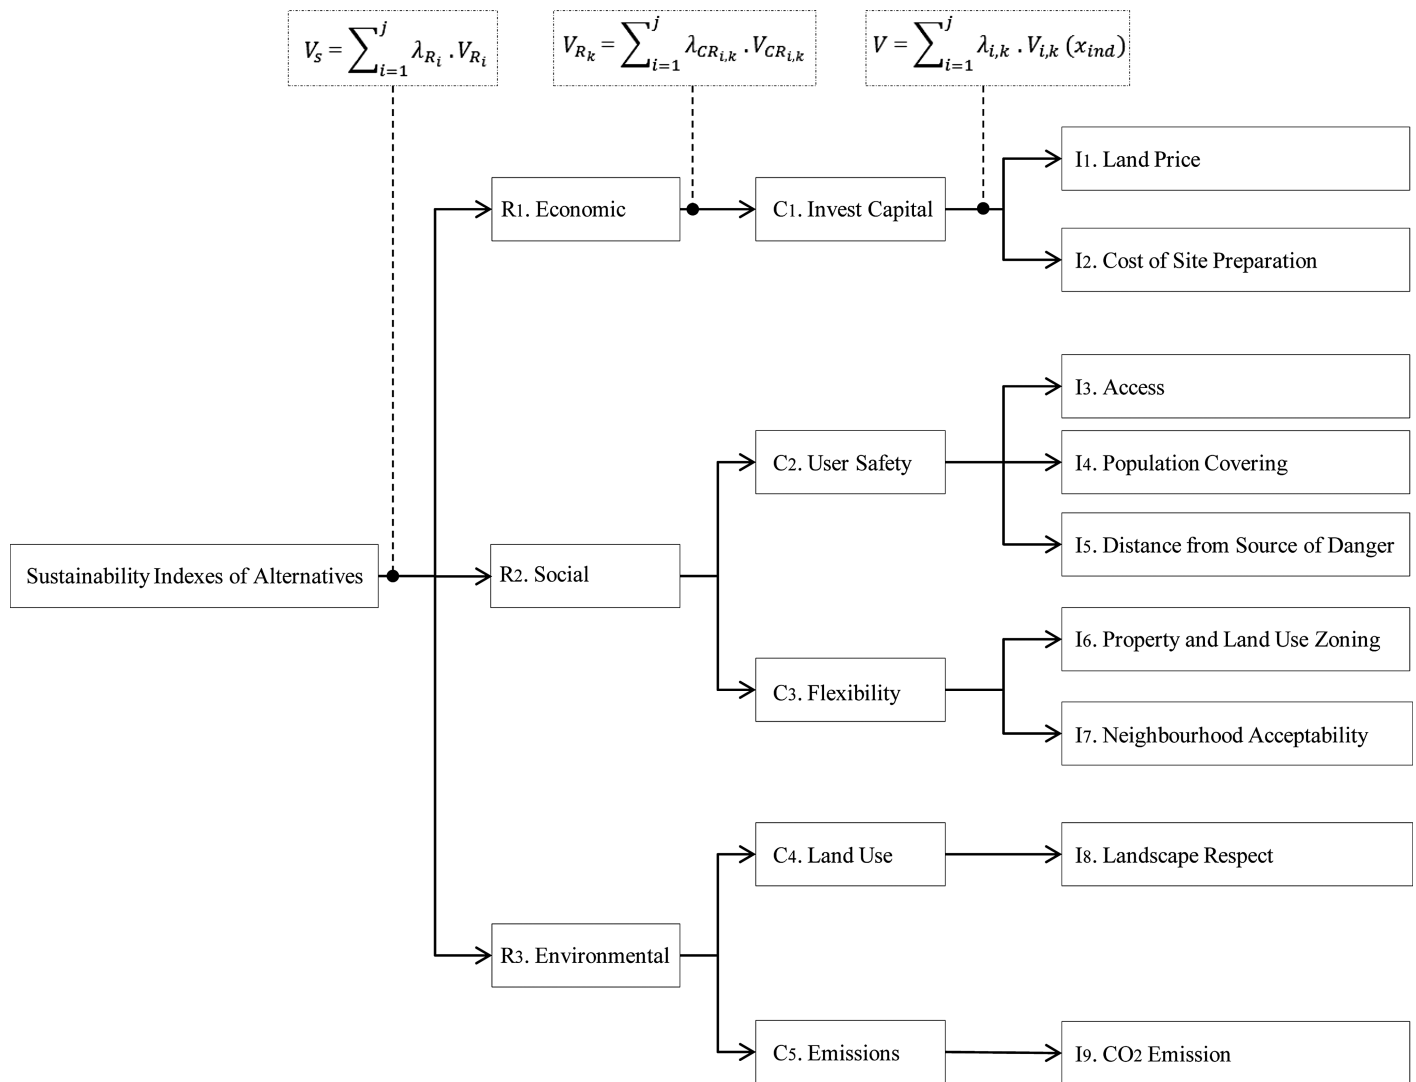 V_s = ∑_{i=1}^{j} λ_{R_i} . V_{R_i}
V_{R_k} = ∑_{i=1}^{j} λ_{CR_{i,k}} . V_{CR_{i,k}}
V = ∑_{i=1}^{j} λ_{i,k} . V_{i,k} (x_{ind})
Sustainability Indexes of Alternatives
R1. Economic
C1. Invest Capital
I1. Land Price
I2. Cost of Site Preparation
R2. Social
C2. User Safety
I3. Access
I4. Population Covering
I5. Distance from Source of Danger
C3. Flexibility
I6. Property and Land Use Zoning
I7. Neighbourhood Acceptability
R3. Environmental
C4. Land Use
I8. Landscape Respect
C5. Emissions
I9. CO2 Emission